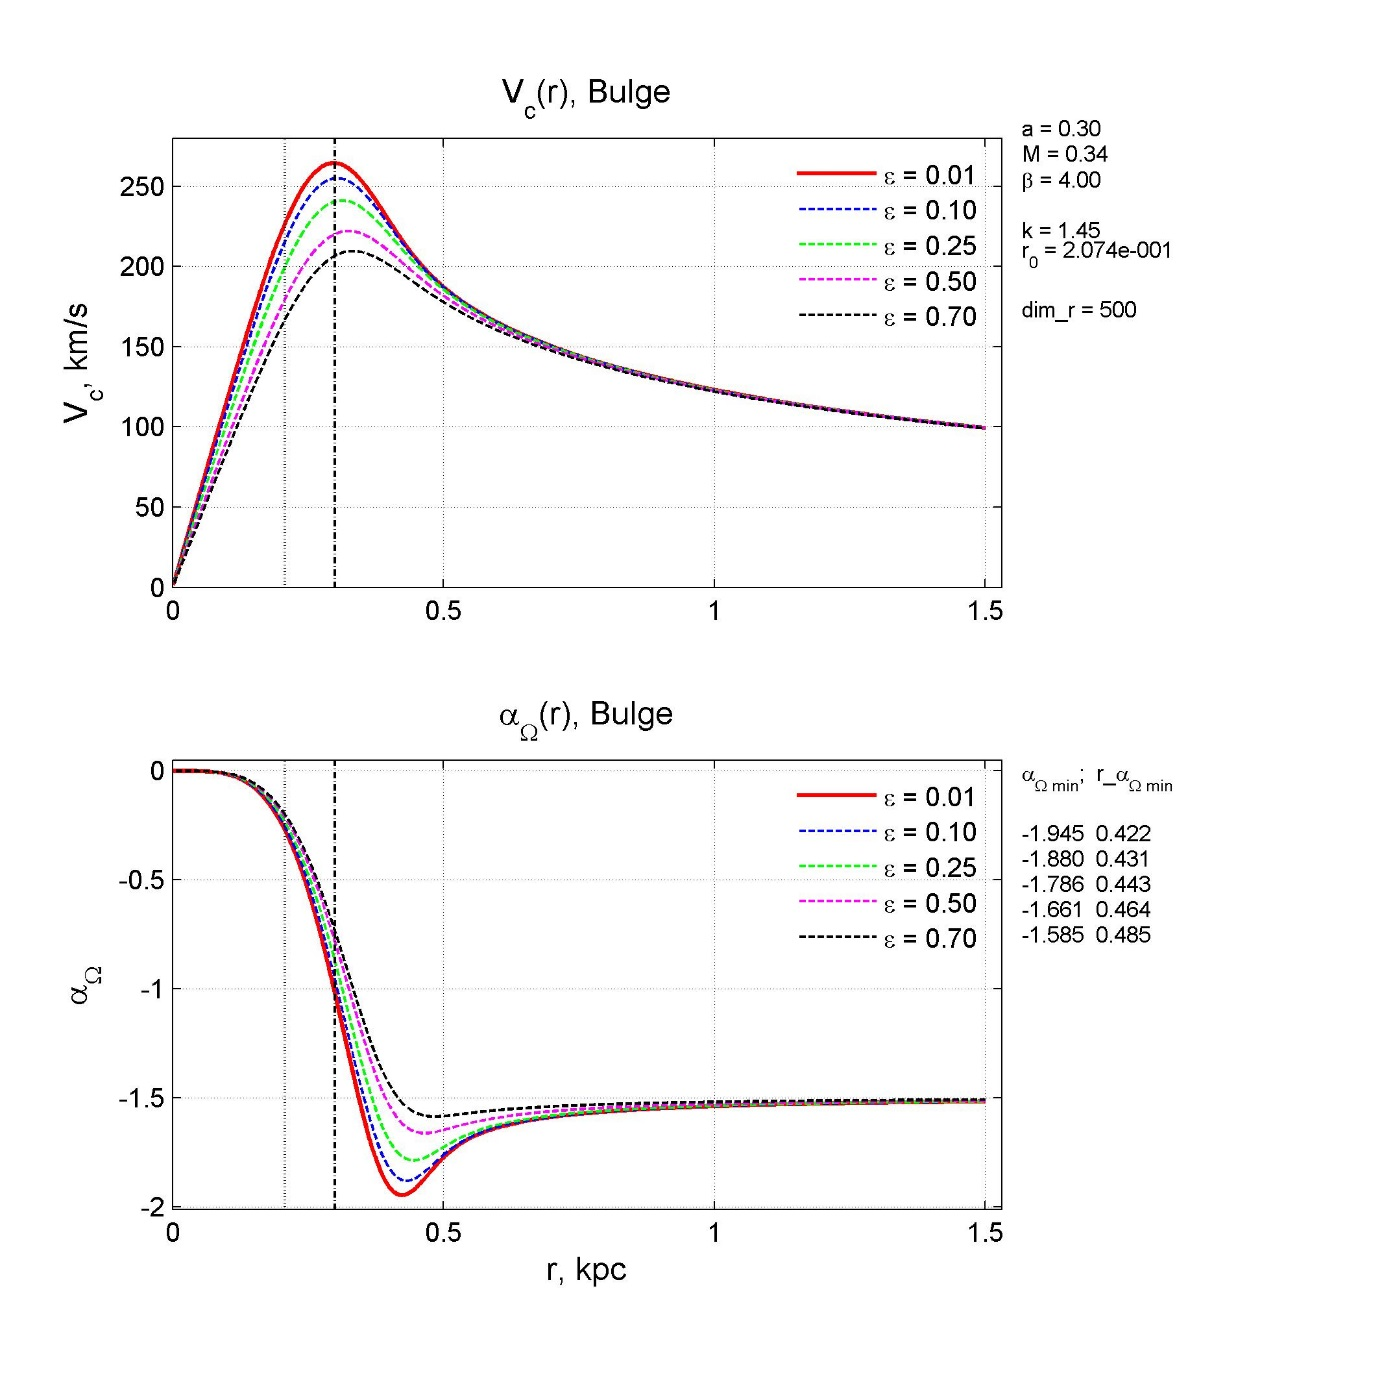 V_c(r), Bulge
a = 0.30
M = 0.34
β = 4.00
k = 1.45
r_0 = 2.074e-001
dim_r = 500
ε = 0.01
ε = 0.10
ε = 0.25
ε = 0.50
ε = 0.70
250
200
150
100
50
0
V_c, km/s
0 0.5 1 1.5
α_Ω(r), Bulge
α_Ω min; r_α_Ω min
-1.945 0.422
-1.880 0.431
-1.786 0.443
-1.661 0.464
-1.585 0.485
ε = 0.01
ε = 0.10
ε = 0.25
ε = 0.50
ε = 0.70
0
-0.5
-1
-1.5
-2
α_Ω
0 0.5 1 1.5
r, kpc